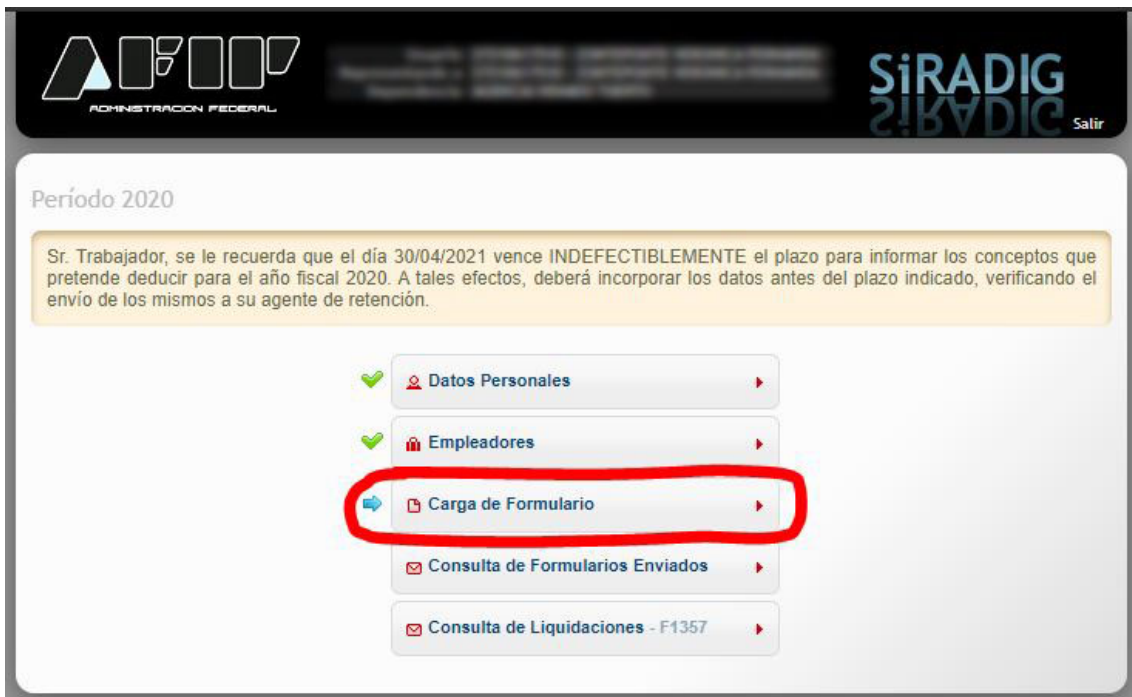 AFIP
ADMINISTRACION FEDERAL
SiRADIG
Salir
Período 2020
Sr. Trabajador, se le recuerda que el día 30/04/2021 vence INDEFECTIBLEMENTE el plazo para informar los conceptos que
pretende deducir para el año fiscal 2020. A tales efectos, deberá incorporar los datos antes del plazo indicado, verificando el
envío de los mismos a su agente de retención.
Datos Personales
Empleadores
Carga de Formulario
Consulta de Formularios Enviados
Consulta de Liquidaciones - F1357